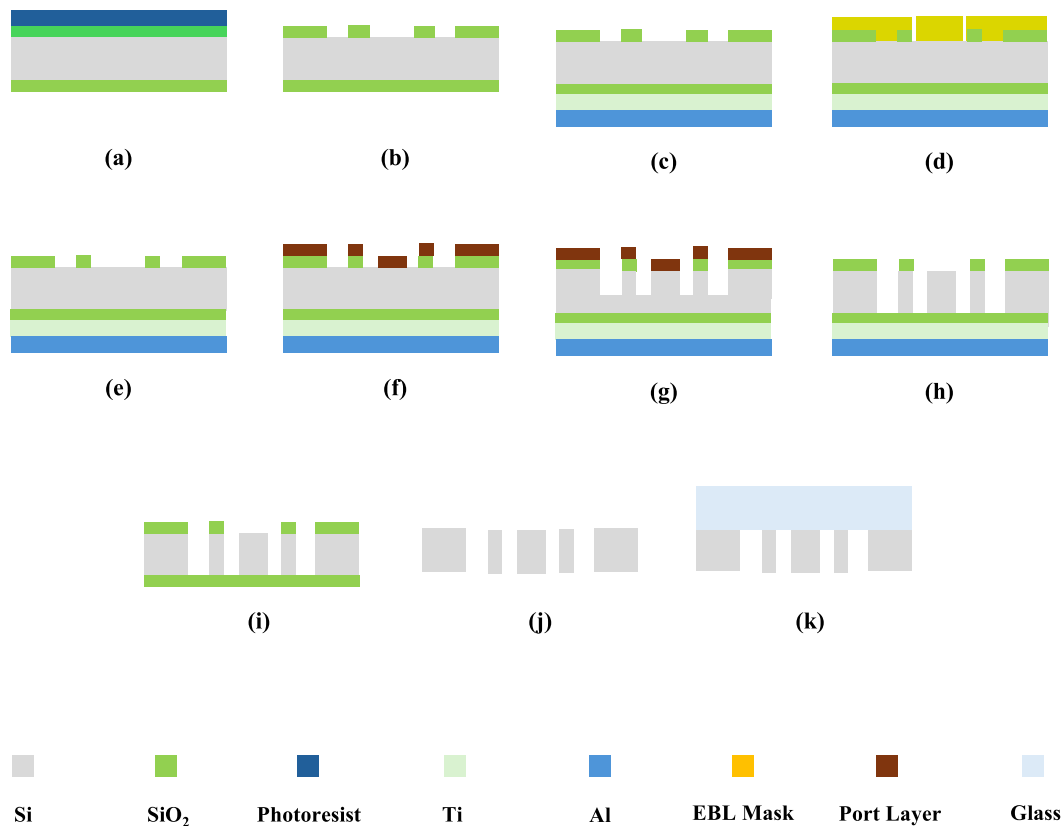 (a) (b) (c) (d)
(e) (f) (g) (h)
(i) (j) (k)
Si SiO₂ Photoresist Ti Al EBL Mask Port Layer Glass